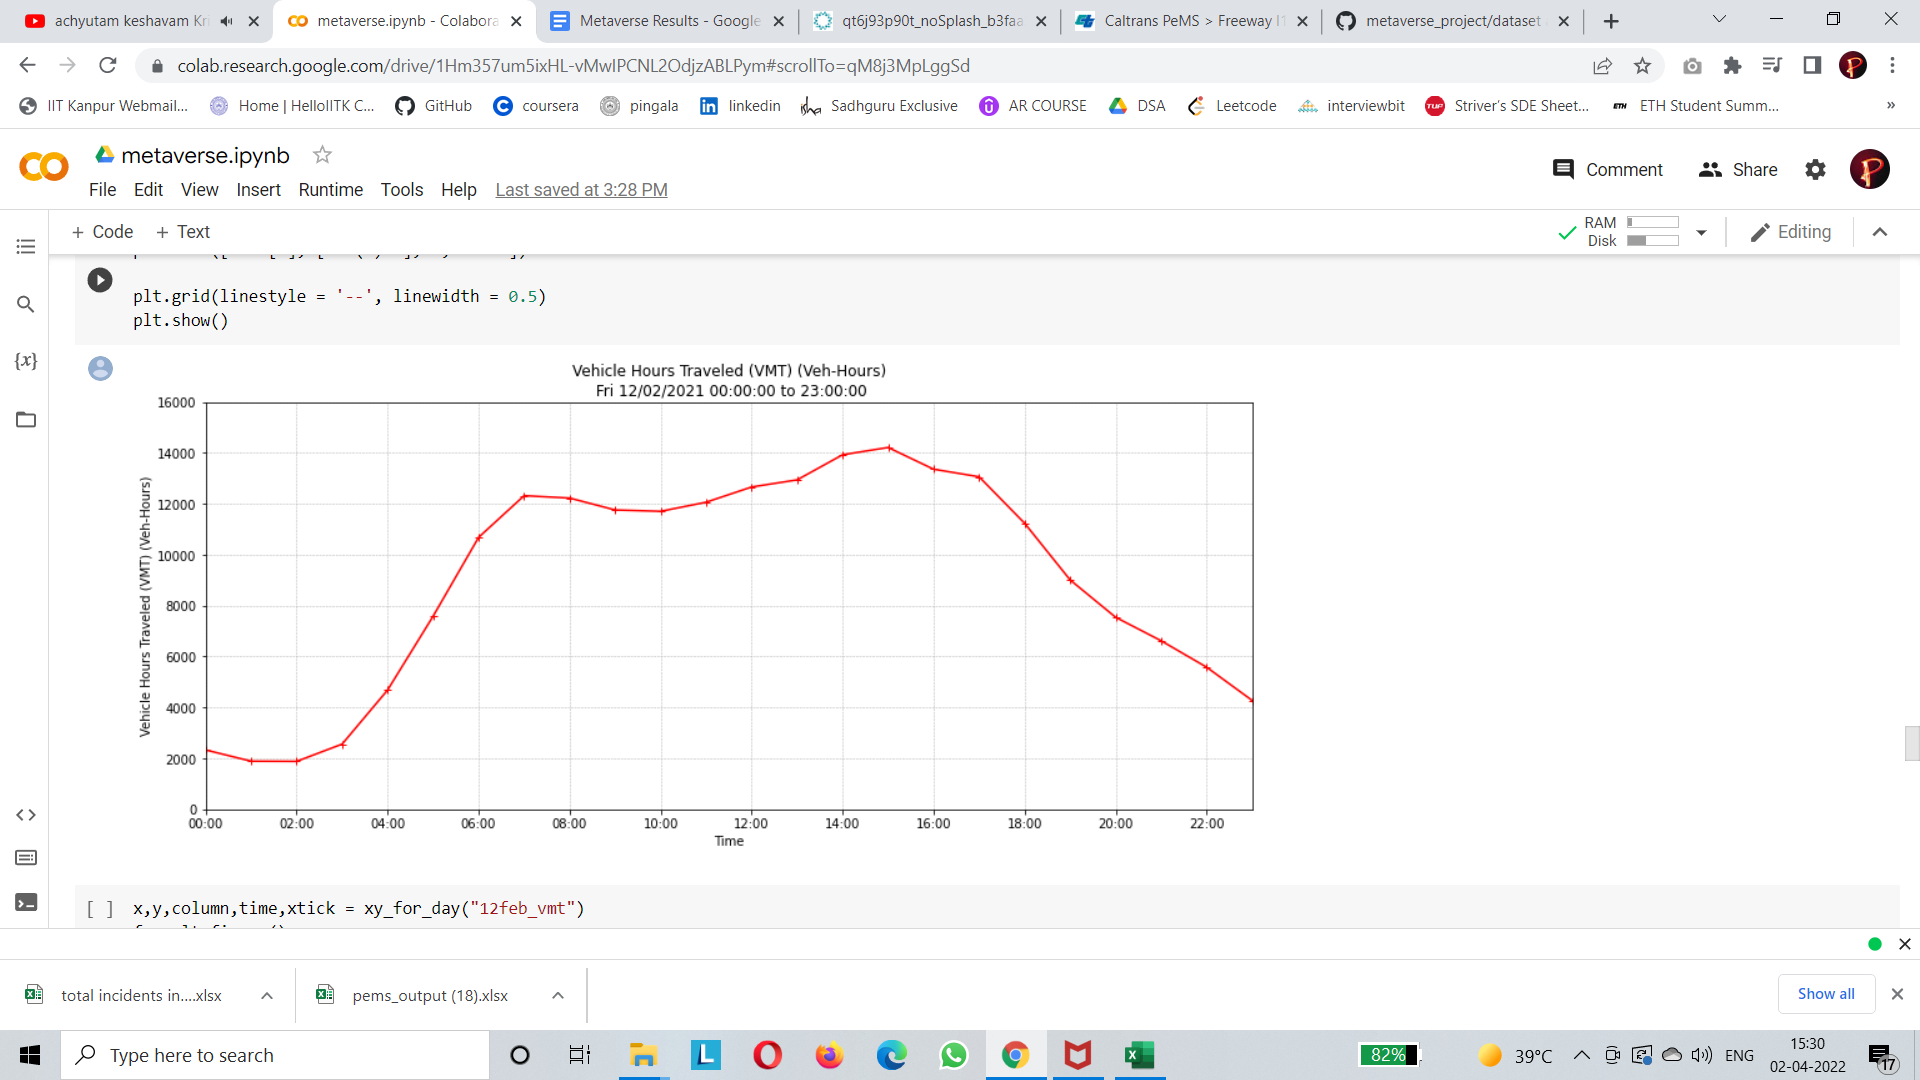 achyutam keshavam Kri
metaverse.ipynb - Colabora
Metaverse Results - Google
qt6j93p90t_noSplash_b3faa
Caltrans PeMS > Freeway I1
metaverse_project/dataset
colab.research.google.com/drive/1Hm357um5ixHL-vMwIPCNL2OdjzABLPym#scrollTo=qM8j3MpLggSd
IIT Kanpur Webmail...
Home | HelloIITK C...
GitHub
coursera
pingala
linkedin
Sadhguru Exclusive
AR COURSE
DSA
Leetcode
interviewbit
TUF
Striver's SDE Sheet...
ETH
ETH Student Summ...
»
metaverse.ipynb
File Edit View Insert Runtime Tools Help Last saved at 3:28 PM
Comment
Share
+ Code + Text
RAM
Disk
Editing
{x}
plt.grid(linestyle = '--', linewidth = 0.5)
plt.show()
Vehicle Hours Traveled (VMT) (Veh-Hours)
Fri 12/02/2021 00:00:00 to 23:00:00
Vehicle Hours Traveled (VMT) (Veh-Hours)
16000
14000
12000
10000
8000
6000
4000
2000
0
00:00 02:00 04:00 06:00 08:00 10:00 12:00 14:00 16:00 18:00 20:00 22:00
Time
[ ] x,y,column,time,xtick = xy_for_day("12feb_vmt")
total incidents in....xlsx
pems_output (18).xlsx
Show all
Type here to search
L
82%
39°C
ENG
15:30
02-04-2022
17